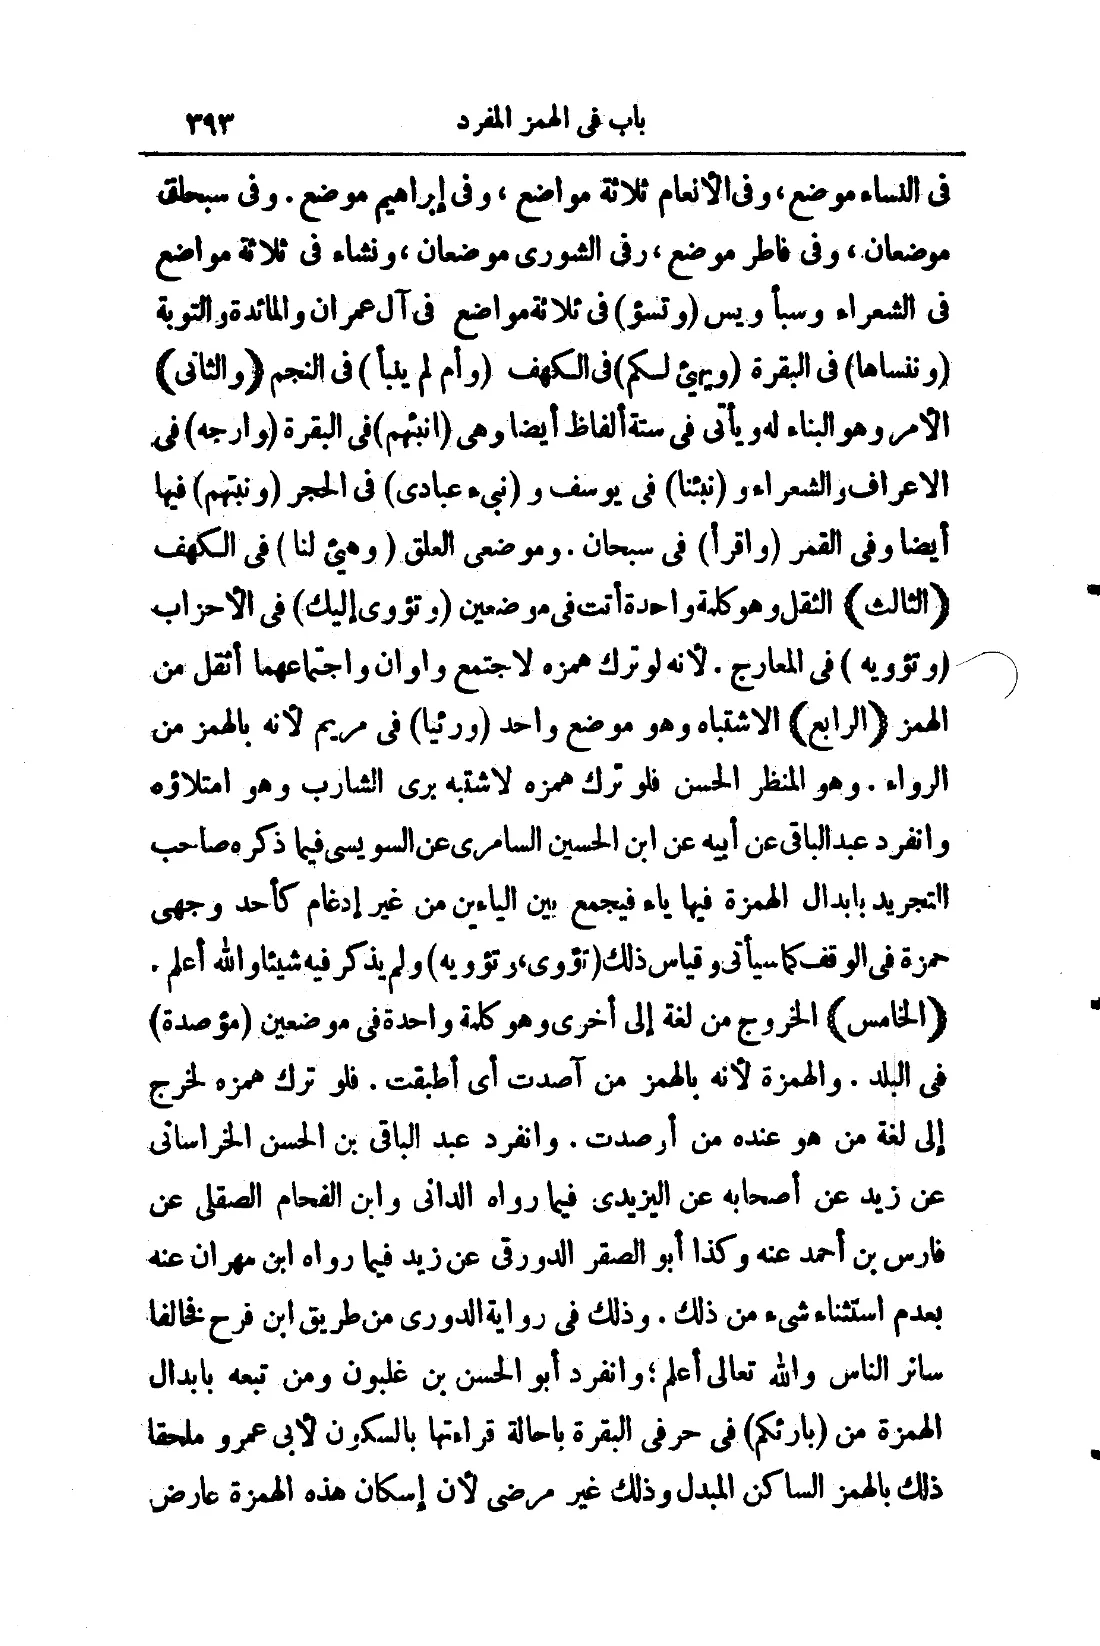 باب فى الهمز المفرد ٣٩٣
فى النساء موضع، وفى الأنعام ثلاثة مواضع ، وفى إبراهيم موضع . وفى سبحان
موضعان ، وفى فاطر موضع ، رفى الشورى موضعان ، ونشاء فى ثلاثة مواضع
فى الشعراء وسبأ ويس (وتسؤ) فى ثلاثة مواضع فى آل عمران والمائدة والتوبة
(وننساها) فى البقرة (ويهيئ لكم) فى الكهف (وأم لم ينبأ) فى النجم (والثانى)
الأمر وهو البناء له ويأتى فى ستة ألفاظ أيضا وهى (انبئهم) فى البقرة (وارجه) فى
الاعراف والشعراء و (نبئنا) فى يوسف و (نبيء عبادى) فى الحجر (ونبئهم) فيها
أيضا وفى القمر (واقرأ) فى سبحان . وموضعى العلق (وهيئ لنا) فى الكهف
(الثالث) الثقل وهو كلمة واحدة أتت فى موضعين (وتؤوى إليك) فى الأحزاب
(وتؤويه) فى المعارج . لأنه لو ترك همزه لاجتمع واوان واجتماعهما أثقل من
الهمز (الرابع) الاشتباه وهو موضع واحد (ورئيا) فى مريم لأنه بالهمز من
الرواء . وهو المنظر الحسن فلو ترك همزه لاشتبه برى الشارب وهو امتلاؤه
وانفرد عبد الباقى عن أبيه عن ابن الحسين السامرى عن السويسى فيما ذكره صاحب
التجريد بابدال الهمزة فيها ياء فيجمع بين الياءين من غير إدغام كأحد وجهى
حمزة فى الوقف كما سيأتى وقياس ذلك (تؤوى، وتؤويه) ولم يذكر فيه شيئا والله أعلم .
(الخامس) الخروج من لغة إلى أخرى وهو كلمة واحدة فى موضعين (مؤصدة)
فى البلد . والهمزة لأنه بالهمز من آصدت أى أطبقت . فلو ترك همزه لخرج
إلى لغة من هو عنده من أرصدت . وانفرد عبد الباقى بن الحسن الخراسانى
عن زيد عن أصحابه عن اليزيدى فيما رواه الدانى وابن الفحام الصقلى عن
فارس بن أحمد عنه وكذا أبو الصقر الدورقى عن زيد فيما رواه ابن مهران عنه
بعدم استثناء شىء من ذلك . وذلك فى رواية الدورى من طريق ابن فرح فخالفا
سائر الناس والله تعالى أعلم؛ وانفرد أبو الحسن بن غلبون ومن تبعه بابدال
الهمزة من (بارئكم) فى حرفى البقرة باحالة قراءتها بالسكون لأبى عمرو ملحقا
ذلك بالهمز الساكن المبدل وذلك غير مرضى لأن إسكان هذه الهمزة عارض